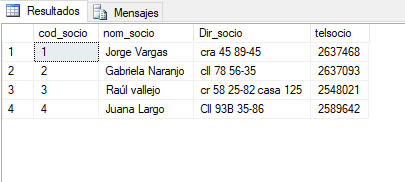 Resultados Mensajes
cod_socio nom_socio Dir_socio telsocio
1 1 Jorge Vargas cra 45 89-45 2637468
2 2 Gabriela Naranjo cll 78 56-35 2637093
3 3 Raúl vallejo cr 58 25-82 casa 125 2548021
4 4 Juana Largo Cll 93B 35-86 2589642